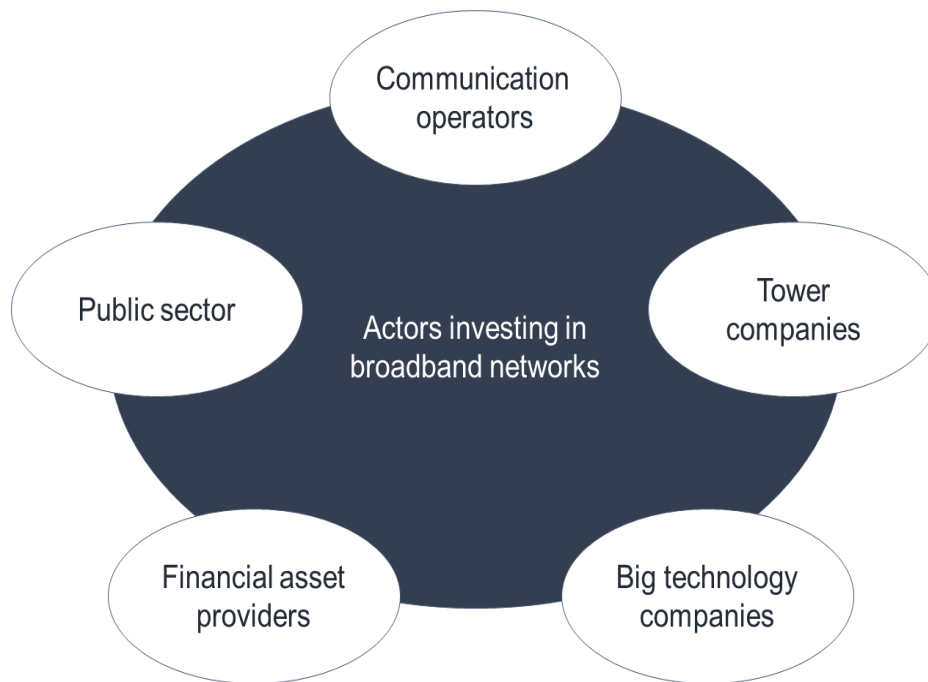 Communication
operators
Public sector
Tower
companies
Actors investing in
broadband networks
Financial asset
providers
Big technology
companies